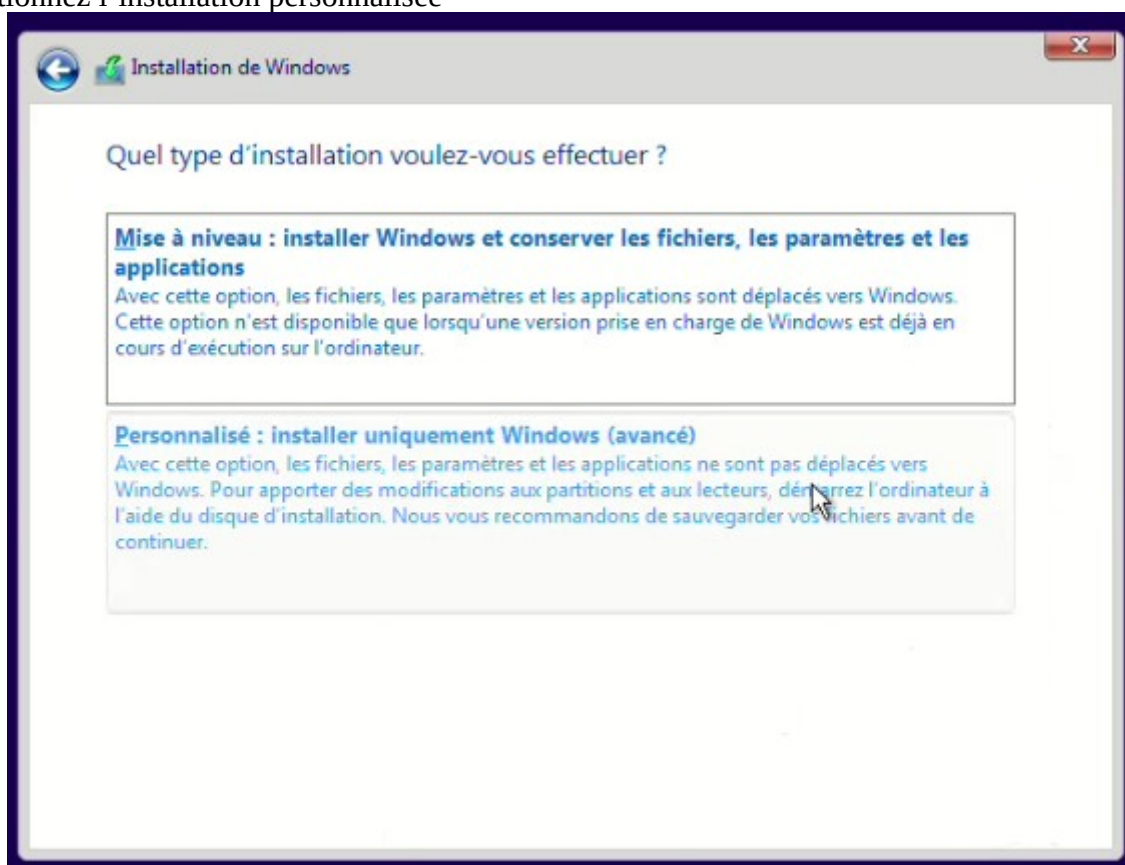 l'installation personnalisée
Installation de Windows
Quel type d'installation voulez-vous effectuer ?
Mise à niveau : installer Windows et conserver les fichiers, les paramètres et les
applications
Avec cette option, les fichiers, les paramètres et les applications sont déplacés vers Windows.
Cette option n'est disponible que lorsqu'une version prise en charge de Windows est déjà en
cours d'exécution sur l'ordinateur.
Personnalisé : installer uniquement Windows (avancé)
Avec cette option, les fichiers, les paramètres et les applications ne sont pas déplacés vers
Windows. Pour apporter des modifications aux partitions et aux lecteurs, démarrez l'ordinateur à
l'aide du disque d'installation. Nous vous recommandons de sauvegarder vos fichiers avant de
continuer.